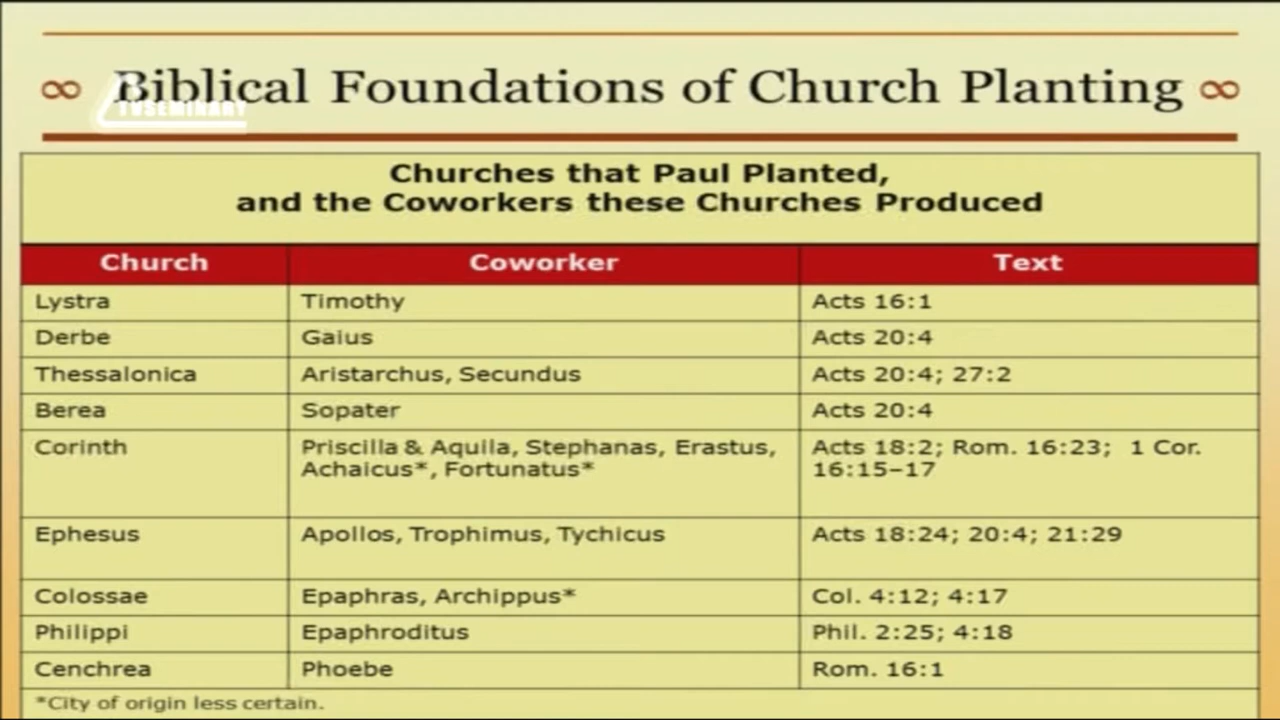 ∞ Biblical Foundations of Church Planting ∞
TVSEMINARY
Churches that Paul Planted,
and the Coworkers these Churches Produced
Church Coworker Text
Lystra Timothy Acts 16:1
Derbe Gaius Acts 20:4
Thessalonica Aristarchus, Secundus Acts 20:4; 27:2
Berea Sopater Acts 20:4
Corinth Priscilla & Aquila, Stephanas, Erastus, Acts 18:2; Rom. 16:23; 1 Cor.
Achaicus*, Fortunatus* 16:15–17
Ephesus Apollos, Trophimus, Tychicus Acts 18:24; 20:4; 21:29
Colossae Epaphras, Archippus* Col. 4:12; 4:17
Philippi Epaphroditus Phil. 2:25; 4:18
Cenchrea Phoebe Rom. 16:1
*City of origin less certain.